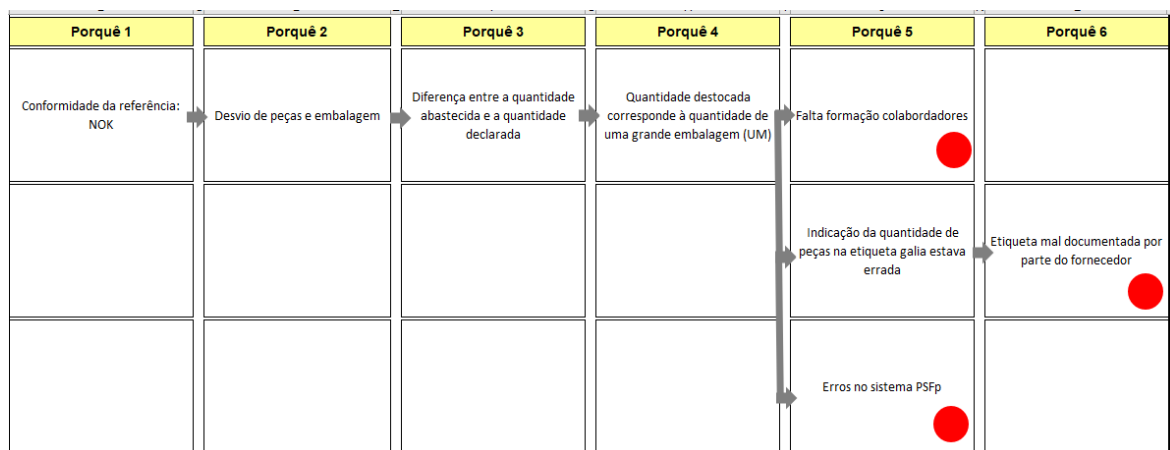 Porquê 1
Porquê 2
Porquê 3
Porquê 4
Porquê 5
Porquê 6
Conformidade da referência:
NOK
Desvio de peças e embalagem
Diferença entre a quantidade
abastecida e a quantidade
declarada
Quantidade destocada
corresponde à quantidade de
uma grande embalagem (UM)
Falta formação colabordadores
Indicação da quantidade de
peças na etiqueta galia estava
errada
Etiqueta mal documentada por
parte do fornecedor
Erros no sistema PSFp